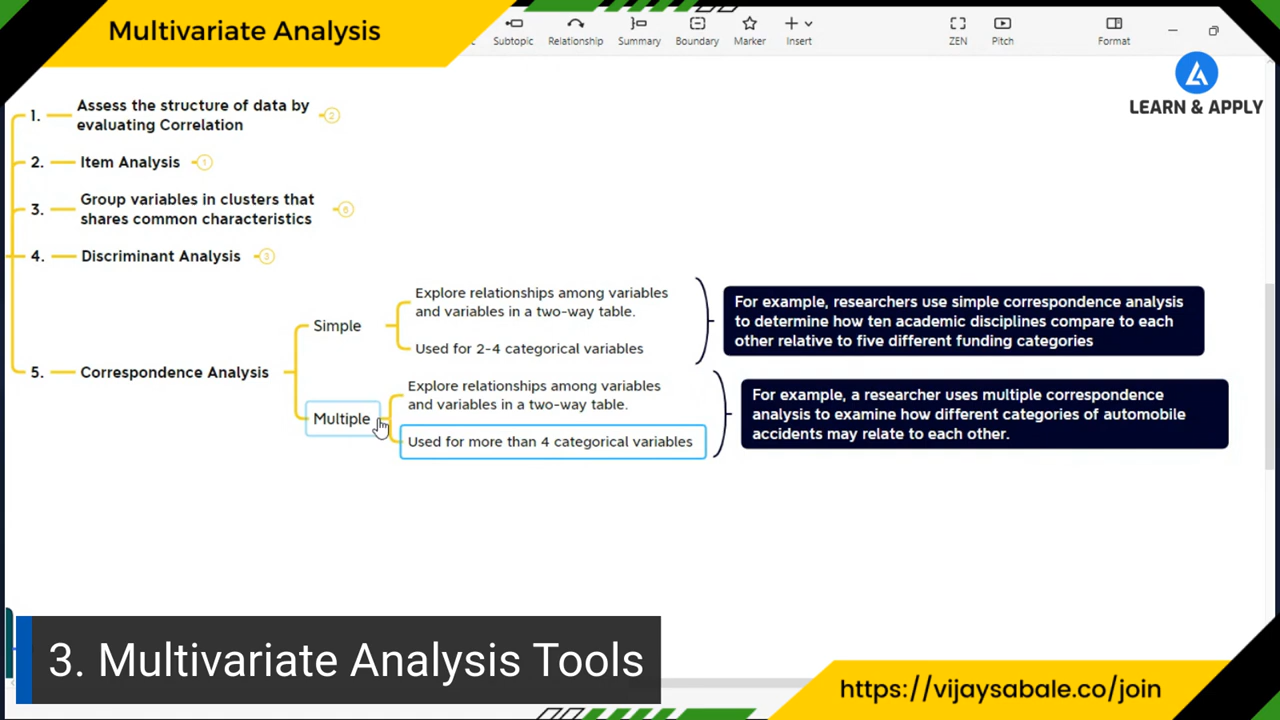 Multivariate Analysis
Subtopic Relationship Summary Boundary Marker Insert ZEN Pitch Format
LEARN & APPLY
1. Assess the structure of data by
evaluating Correlation 2
2. Item Analysis 1
3. Group variables in clusters that
shares common characteristics 6
4. Discriminant Analysis 3
5. Correspondence Analysis
Simple
Explore relationships among variables
and variables in a two-way table.
Used for 2-4 categorical variables
For example, researchers use simple correspondence analysis
to determine how ten academic disciplines compare to each
other relative to five different funding categories
Multiple
Explore relationships among variables
and variables in a two-way table.
Used for more than 4 categorical variables
For example, a researcher uses multiple correspondence
analysis to examine how different categories of automobile
accidents may relate to each other.
3. Multivariate Analysis Tools
https://vijaysabale.co/join